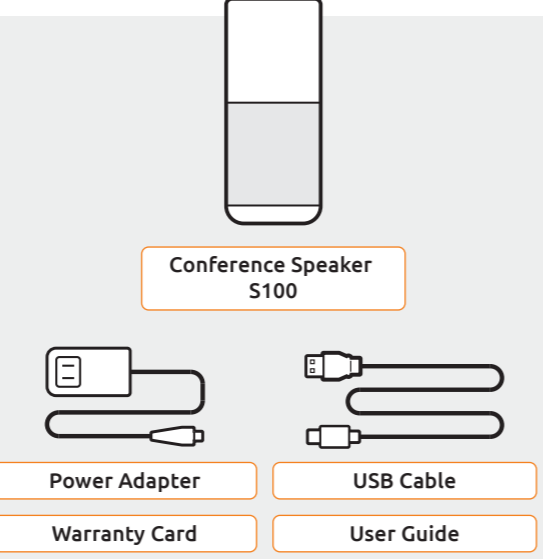 Conference Speaker
S100
Power Adapter
USB Cable
Warranty Card
User Guide